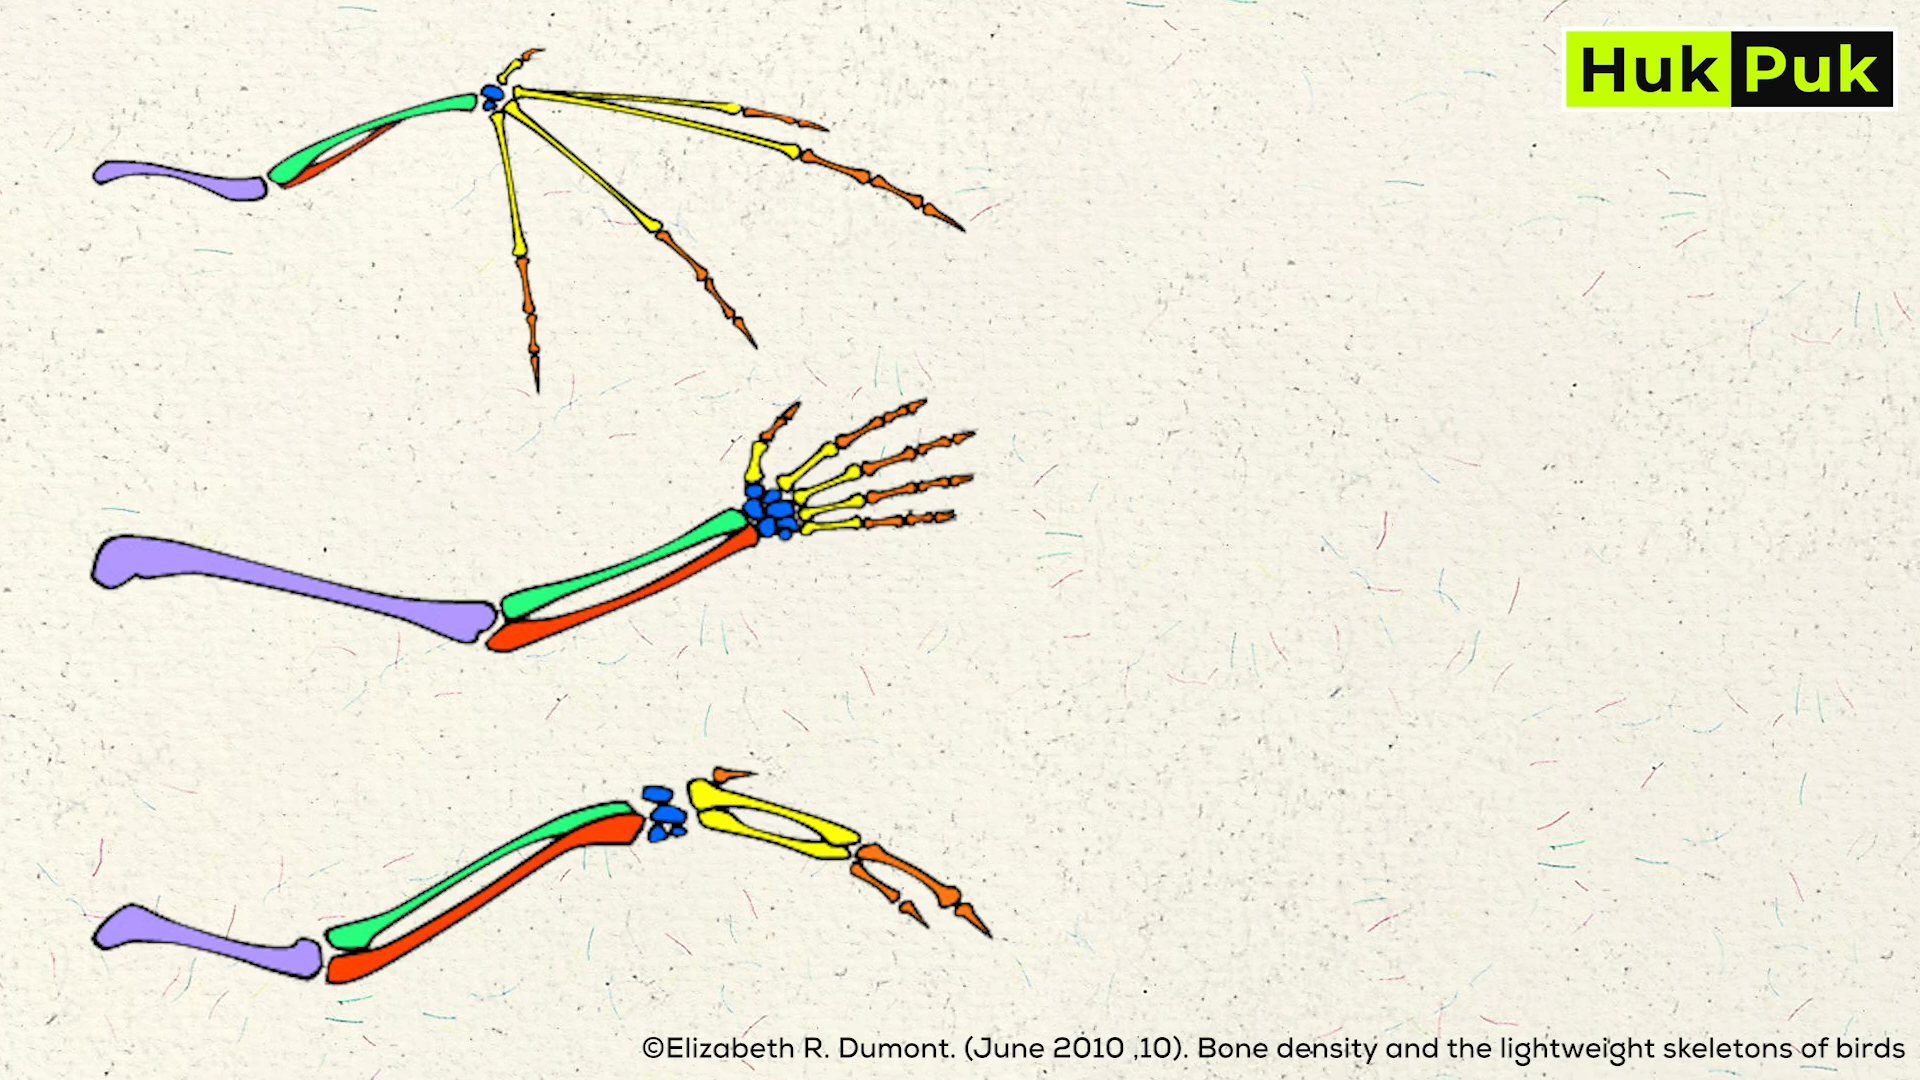 Huk Puk
©Elizabeth R. Dumont. (June 2010 ,10). Bone density and the lightweight skeletons of birds